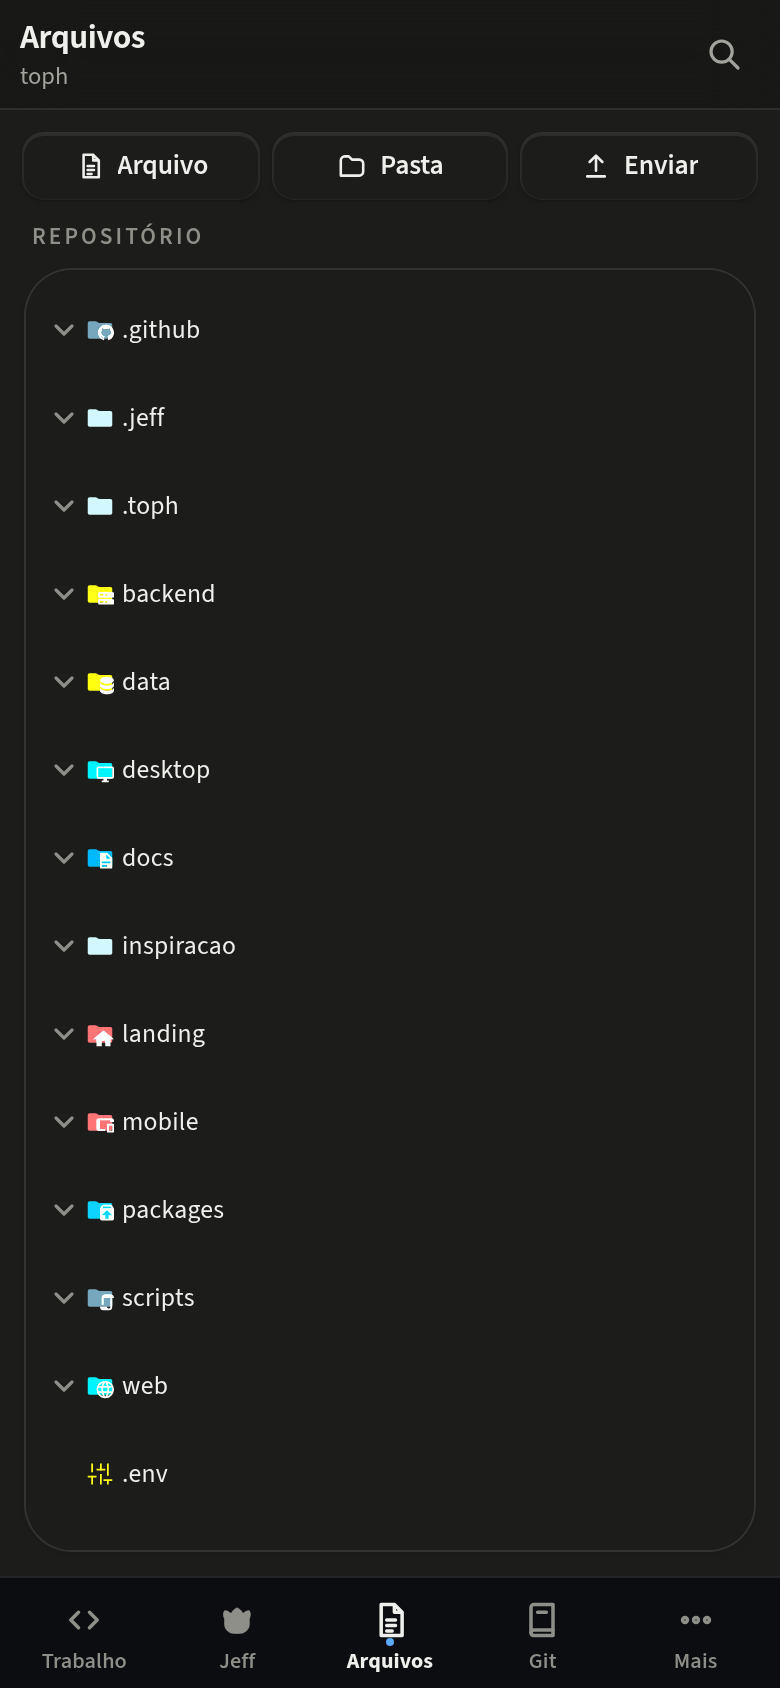 Arquivos
toph
Arquivo
Pasta
Enviar
REPOSITÓRIO
.github
.jeff
.toph
backend
data
desktop
docs
inspiracao
landing
mobile
packages
scripts
web
.env
Trabalho
Jeff
Arquivos
Git
Mais